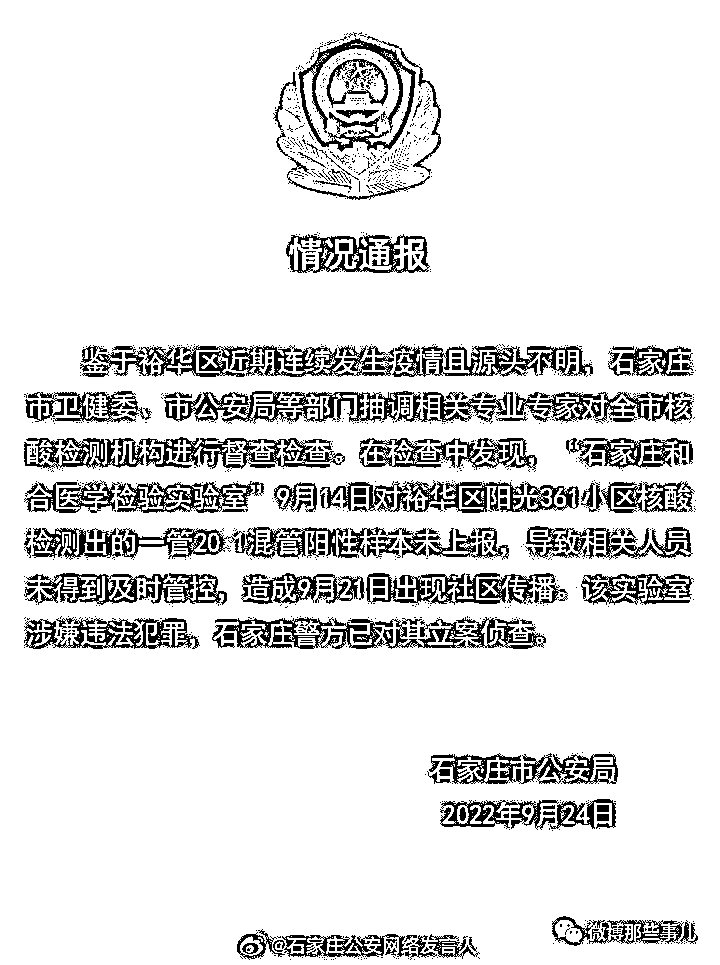 情况通报
鉴于裕华区近期连续发生疫情且源头不明，石家庄
市卫健委、市公安局等部门抽调相关专业专家对全市核
酸检测机构进行督查检查。在检查中发现，“石家庄和
合医学检验实验室”9月14日对裕华区阳光361小区核酸
检测出的一管20 1混管阳性样本未上报，导致相关人员
未得到及时管控，造成9月21日出现社区传播。该实验室
涉嫌违法犯罪，石家庄警方已对其立案侦查。
石家庄市公安局
2022年9月24日
微博那些事儿
@石家庄公安网络发言人